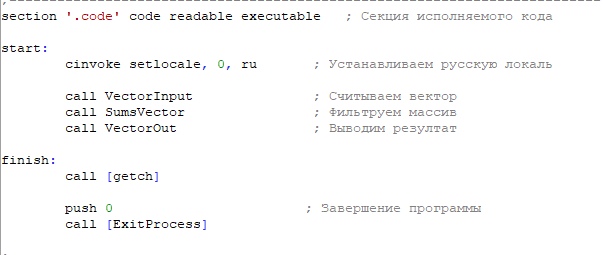 section '.code' code readable executable   ; Секция исполняемого кода
start:
        cinvoke setlocale, 0, ru       ; Устанавливаем русскую локаль
        call VectorInput               ; Считываем вектор
        call SumsVector                ; Фильтруем массив
        call VectorOut                 ; Выводим резултат
finish:
        call [getch]
        push 0                        ; Завершение программы
        call [ExitProcess]